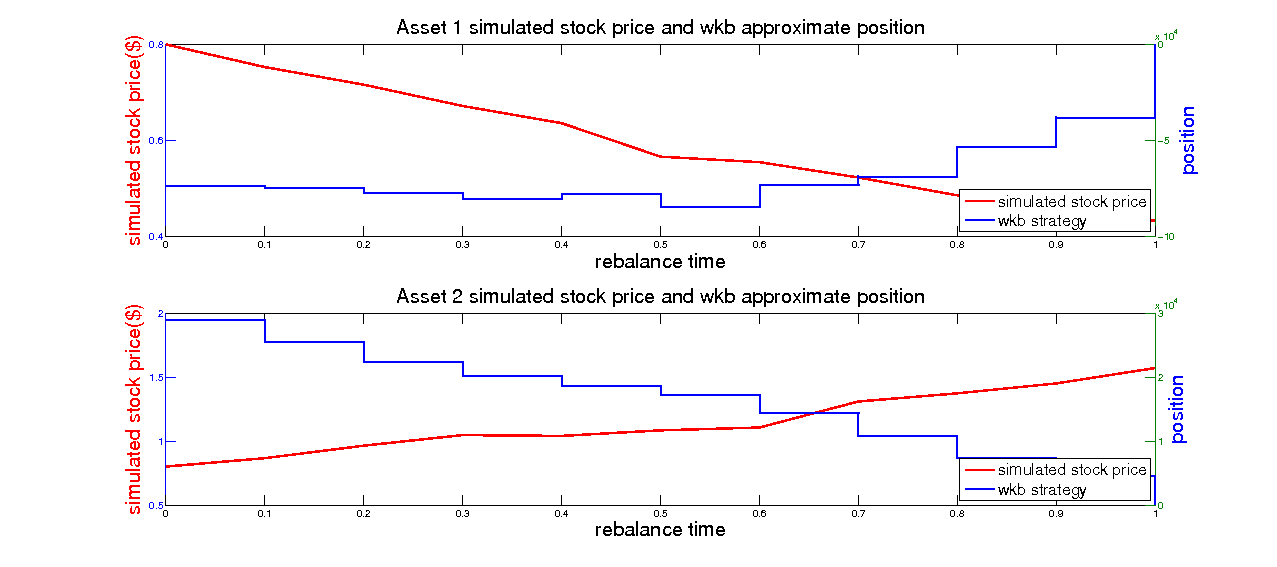 Asset 1 simulated stock price and wkb approximate position
x 10^4
simulated stock price($)
0.8
0.6
0.4
0
-5
-10
position
simulated stock price
wkb strategy
0 0.1 0.2 0.3 0.4 0.5 0.6 0.7 0.8 0.9 1
rebalance time
Asset 2 simulated stock price and wkb approximate position
x 10^4
simulated stock price($)
2
1.5
1
0.5
3
2
1
0
position
simulated stock price
wkb strategy
0 0.1 0.2 0.3 0.4 0.5 0.6 0.7 0.8 0.9 1
rebalance time